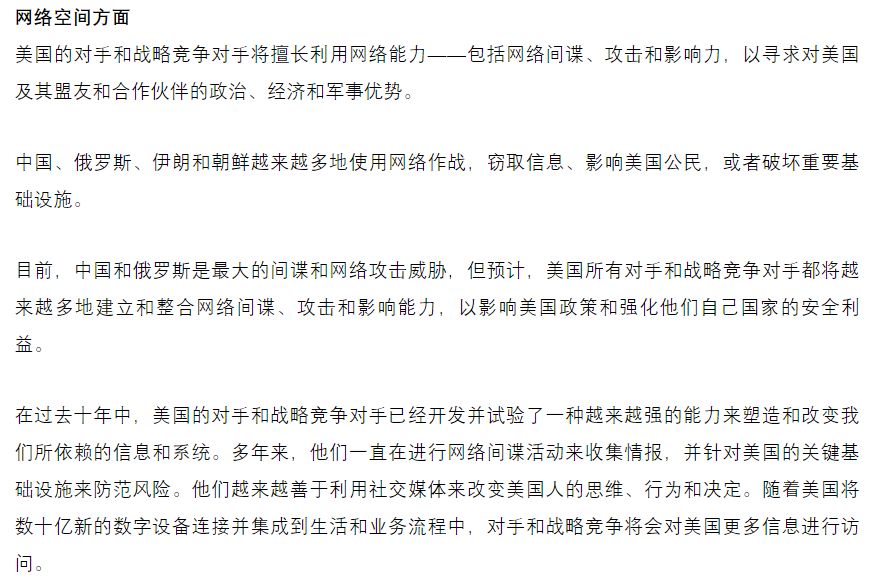 网络空间方面
美国的对手和战略竞争对手将擅长利用网络能力——包括网络间谍、攻击和影响力，以寻求对美国
及其盟友和合作伙伴的政治、经济和军事优势。
中国、俄罗斯、伊朗和朝鲜越来越多地使用网络作战，窃取信息、影响美国公民，或者破坏重要基
础设施。
目前，中国和俄罗斯是最大的间谍和网络攻击威胁，但预计，美国所有对手和战略竞争对手都将越
来越多地建立和整合网络间谍、攻击和影响能力，以影响美国政策和强化他们自己国家的安全利
益。
在过去十年中，美国的对手和战略竞争对手已经开发并试验了一种越来越强的能力来塑造和改变我
们所依赖的信息和系统。多年来，他们一直在进行网络间谍活动来收集情报，并针对美国的关键基
础设施来防范风险。他们越来越善于利用社交媒体来改变美国人的思维、行为和决定。随着美国将
数十亿新的数字设备连接并集成到生活和业务流程中，对手和战略竞争将会对美国更多信息进行访
问。